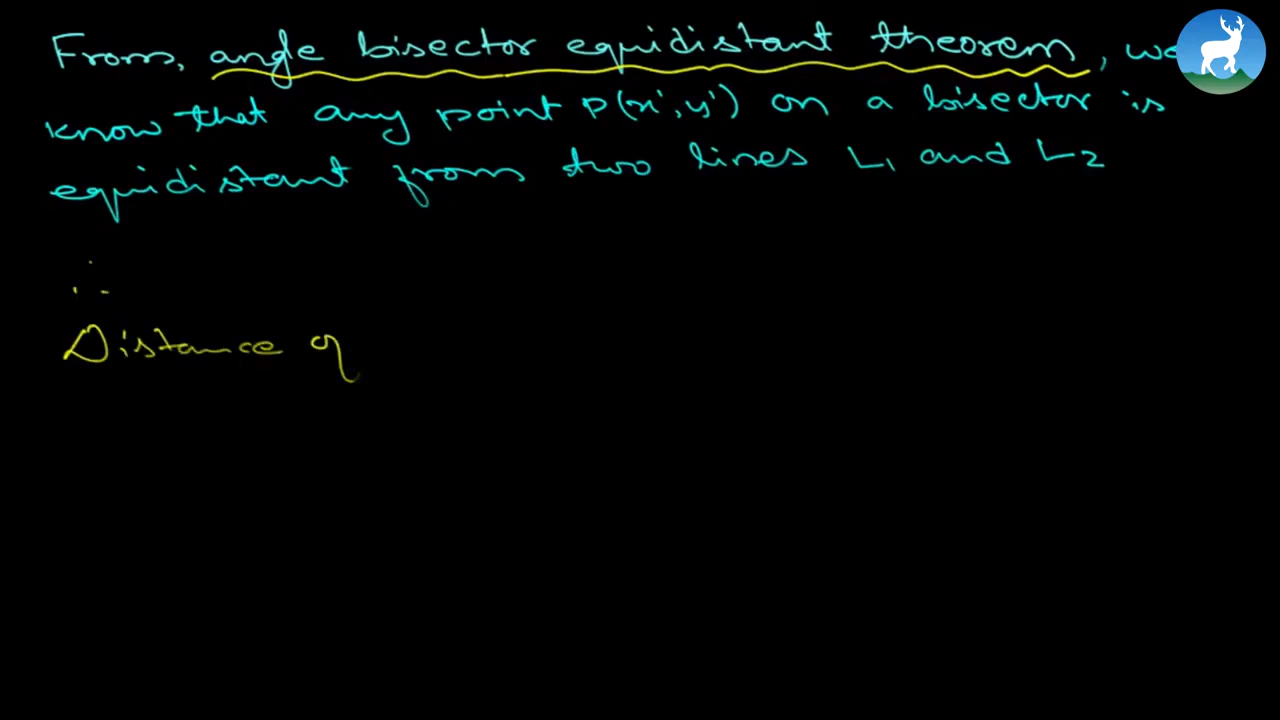 From, angle bisector equidistant theorem, we
know that any point P(x', y') on a bisector is
equidistant from two lines L1 and L2
∴
Distance of